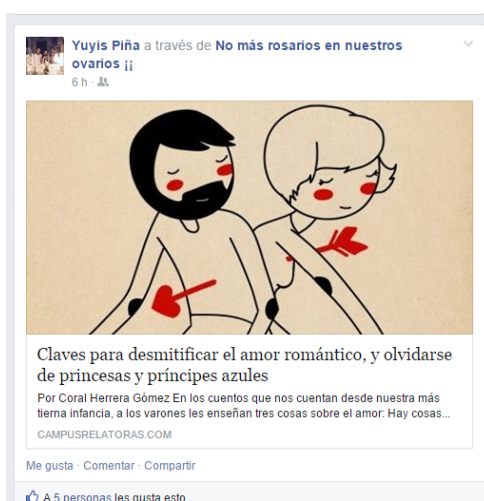 Yuyis Piña a través de No más rosarios en nuestros
ovarios ¡¡
6 h ·
Claves para desmitificar el amor romántico, y olvidarse
de princesas y príncipes azules
Por Coral Herrera Gómez En los cuentos que nos cuentan desde nuestra más
tierna infancia, a los varones les enseñan tres cosas sobre el amor: Hay cosas...
CAMPUSRELATORAS.COM
Me gusta · Comentar · Compartir
A 5 personas les gusta esto